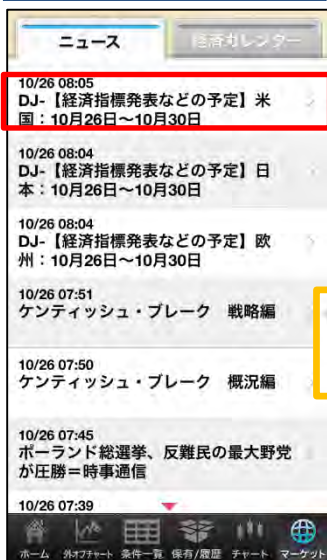 ニュース
経済カレンダー
10/26 08:05
DJ-【経済指標発表などの予定】米
国：10月26日～10月30日
10/26 08:04
DJ-【経済指標発表などの予定】日
本：10月26日～10月30日
10/26 08:04
DJ-【経済指標発表などの予定】欧
州：10月26日～10月30日
10/26 07:51
ケンティッシュ・ブレーク　戦略編
10/26 07:50
ケンティッシュ・ブレーク　概況編
10/26 07:45
ポーランド総選挙、反難民の最大野党
が圧勝＝時事通信
10/26 07:39
ホーム 外オプチャート 条件一覧 保有/履歴 チャート マーケット